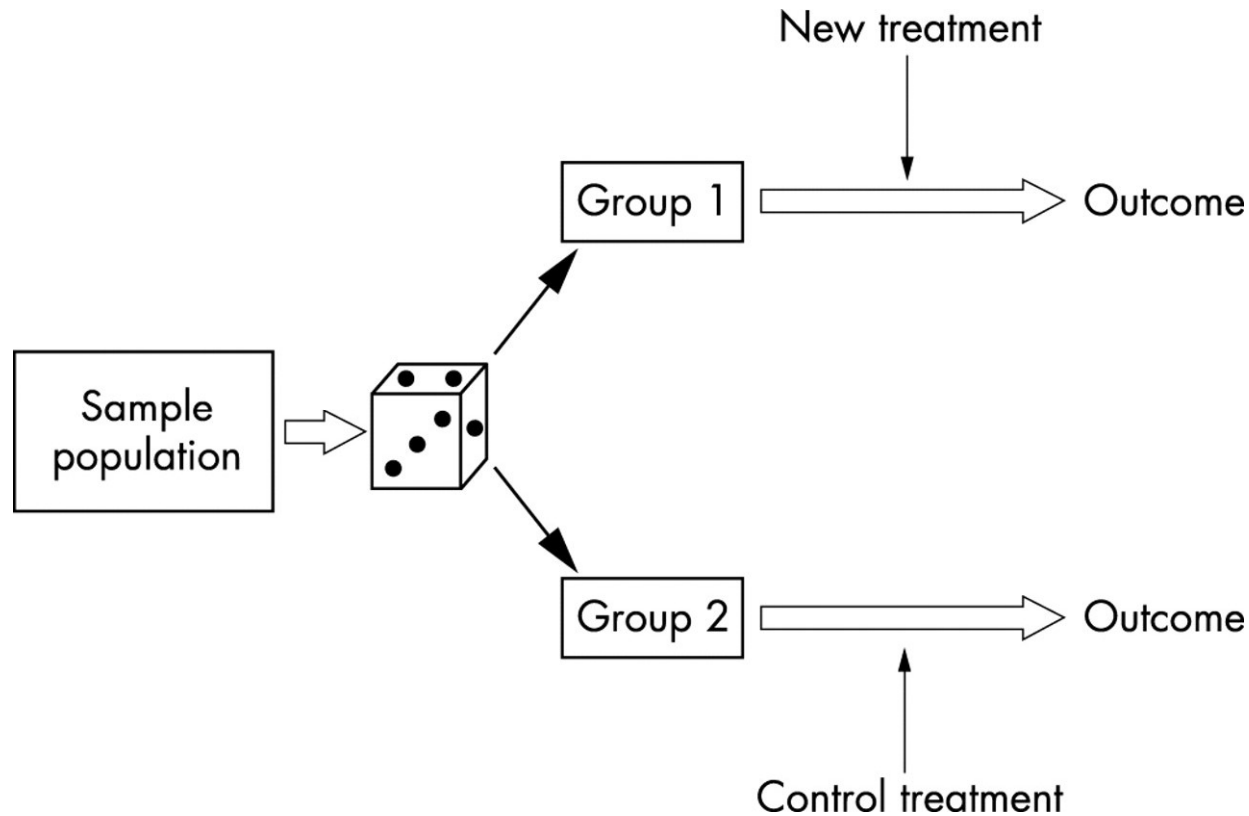 New treatment
Group 1
Outcome
Sample
population
Group 2
Outcome
Control treatment